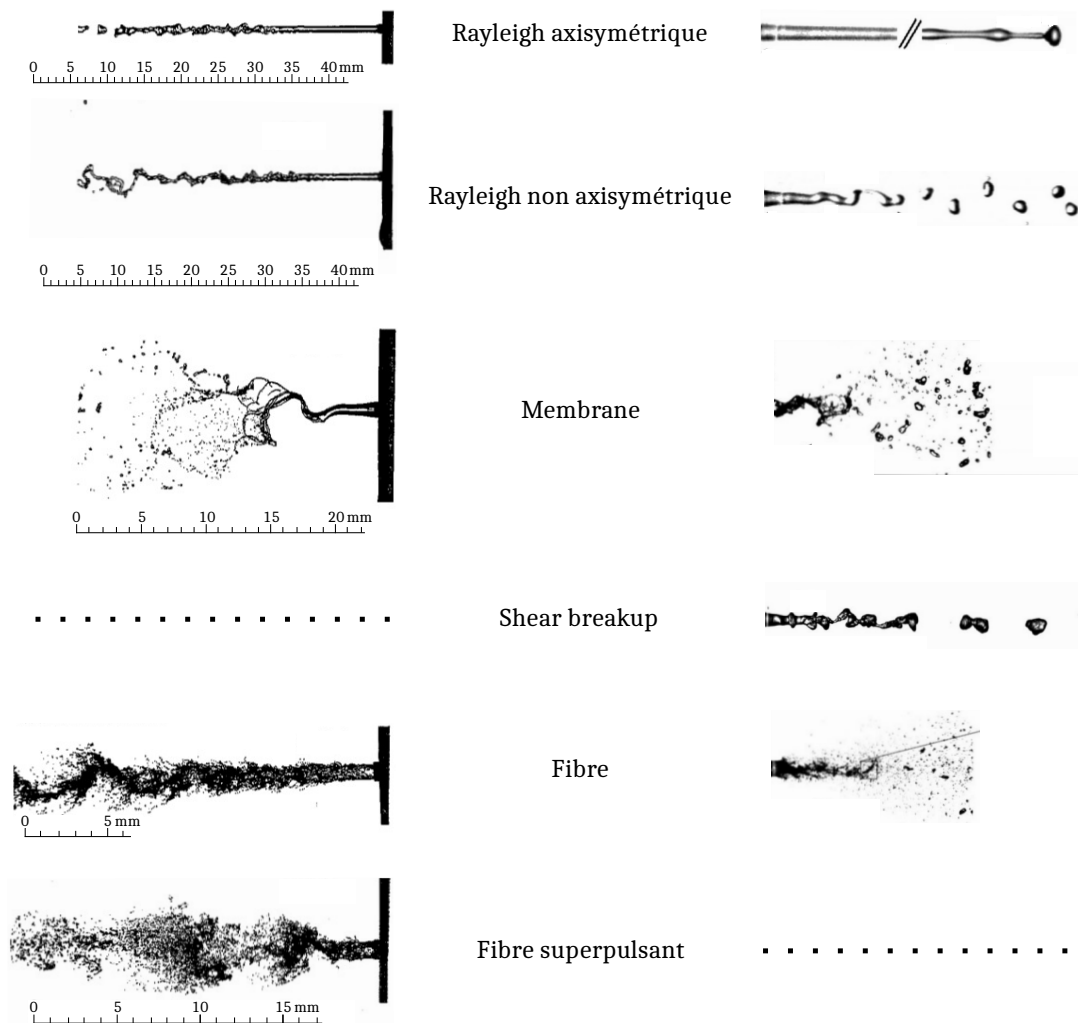 Rayleigh axisymétrique
0 5 10 15 20 25 30 35 40 mm
Rayleigh non axisymétrique
0 5 10 15 20 25 30 35 40 mm
Membrane
0 5 10 15 20 mm
Shear breakup
Fibre
0 5 mm
Fibre superpulsant
0 5 10 15 mm